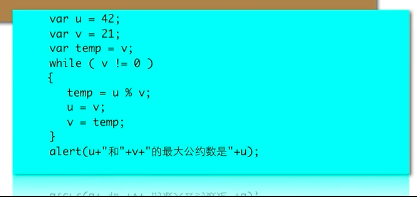 var u = 42;
var v = 21;
var temp = v;
while ( v != 0 )
{
temp = u % v;
u = v;
v = temp;
}
alert(u+"和"+v+"的最大公约数是"+u);